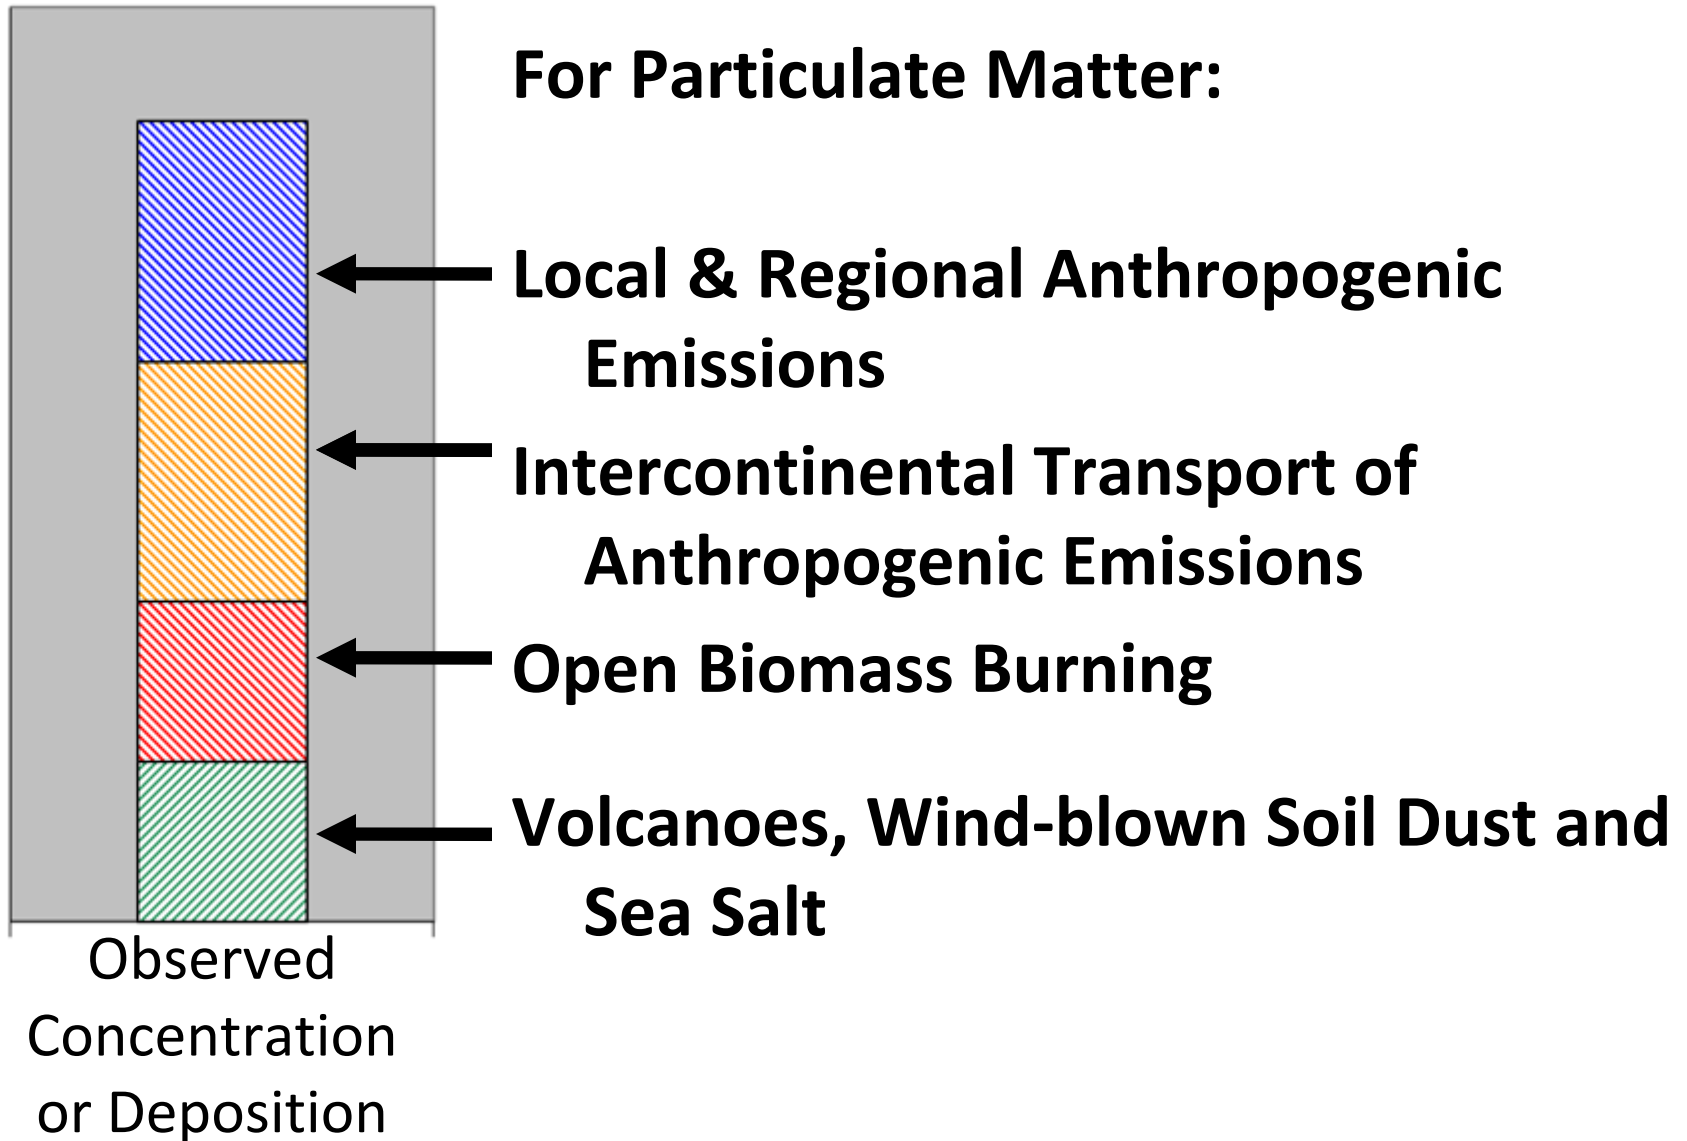 For Particulate Matter:
Local & Regional Anthropogenic
Emissions
Intercontinental Transport of
Anthropogenic Emissions
Open Biomass Burning
Volcanoes, Wind-blown Soil Dust and
Sea Salt
Observed
Concentration
or Deposition